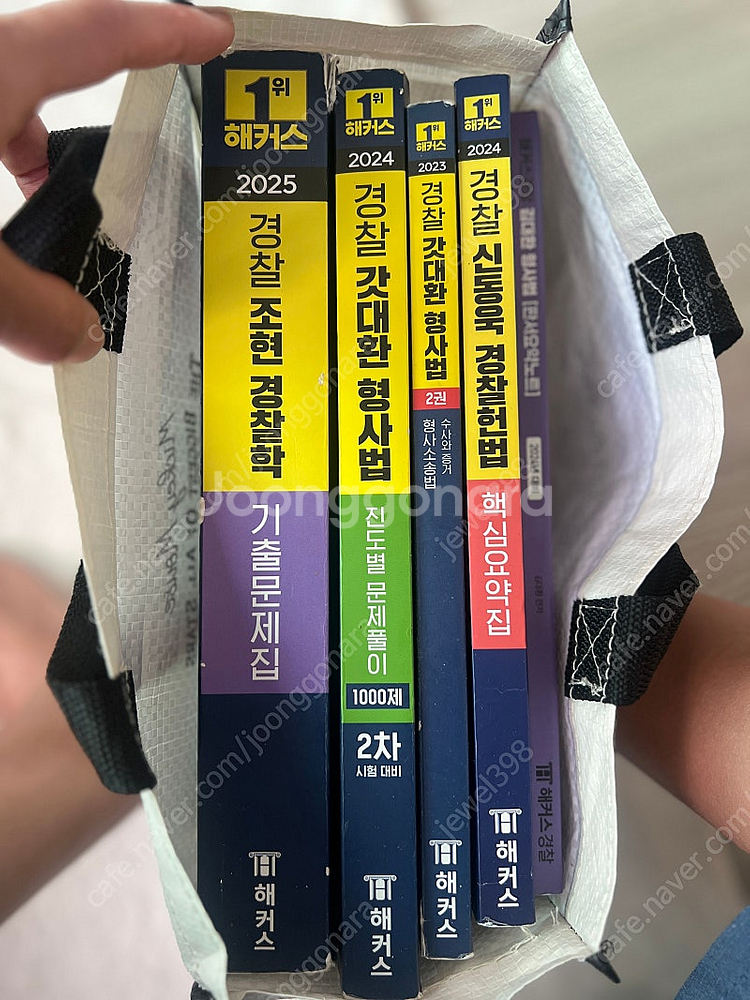 1위
해커스
2025
경찰 조현 경찰학
기출문제집
해커스
1위
해커스
2024
경찰 갓대환 형사법
진도별 문제풀이
1000제
2차
시험 대비
해커스
1위
해커스
2023
경찰 갓대환 형사법
2권
수사와 증거
형사소송법
해커스
1위
해커스
2024
경찰 신동욱 경찰헌법
핵심요약집
해커스
해커스경찰
Joonggonara
cafe.naver.com/joonggonara
jewel398